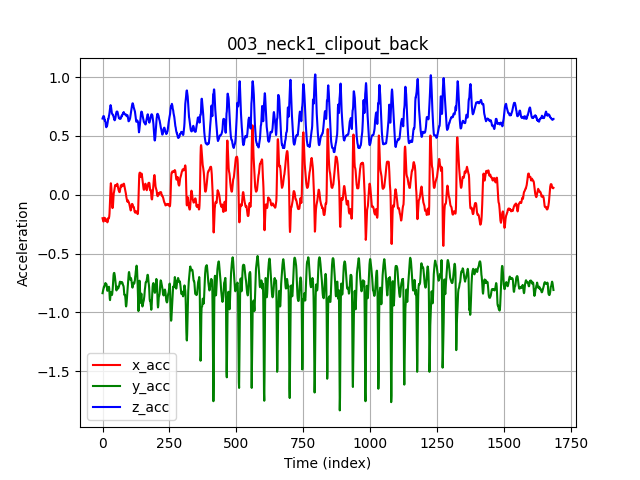 003_neck1_clipout_back
1.0
0.5
0.0
−0.5
−1.0
−1.5
Acceleration
x_acc
y_acc
z_acc
0 250 500 750 1000 1250 1500 1750
Time (index)